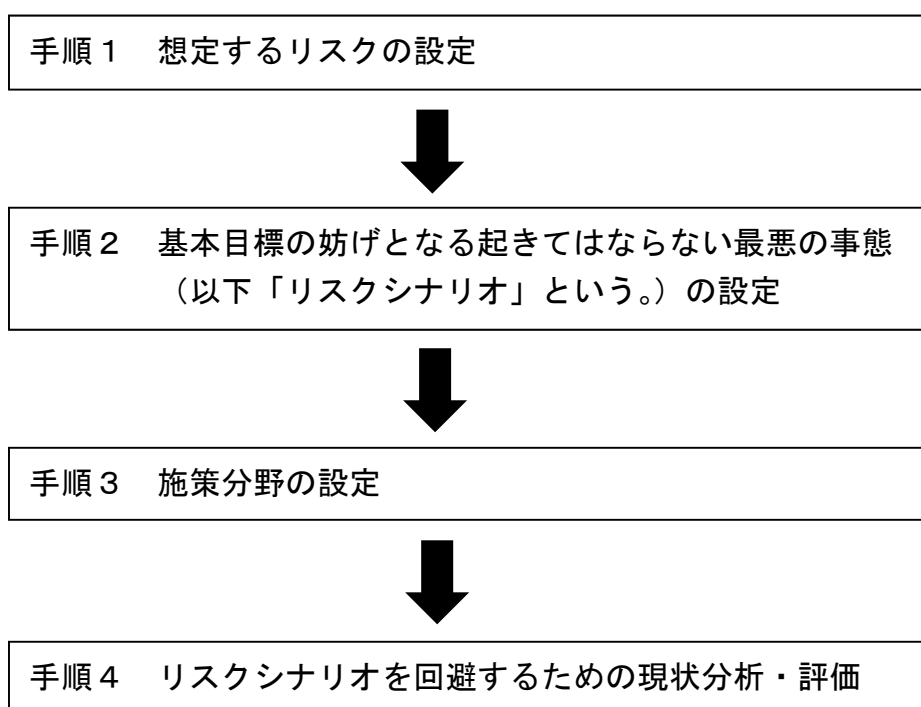 手順１　想定するリスクの設定
手順２　基本目標の妨げとなる起きてはならない最悪の事態
（以下「リスクシナリオ」という。）の設定
手順３　施策分野の設定
手順４　リスクシナリオを回避するための現状分析・評価